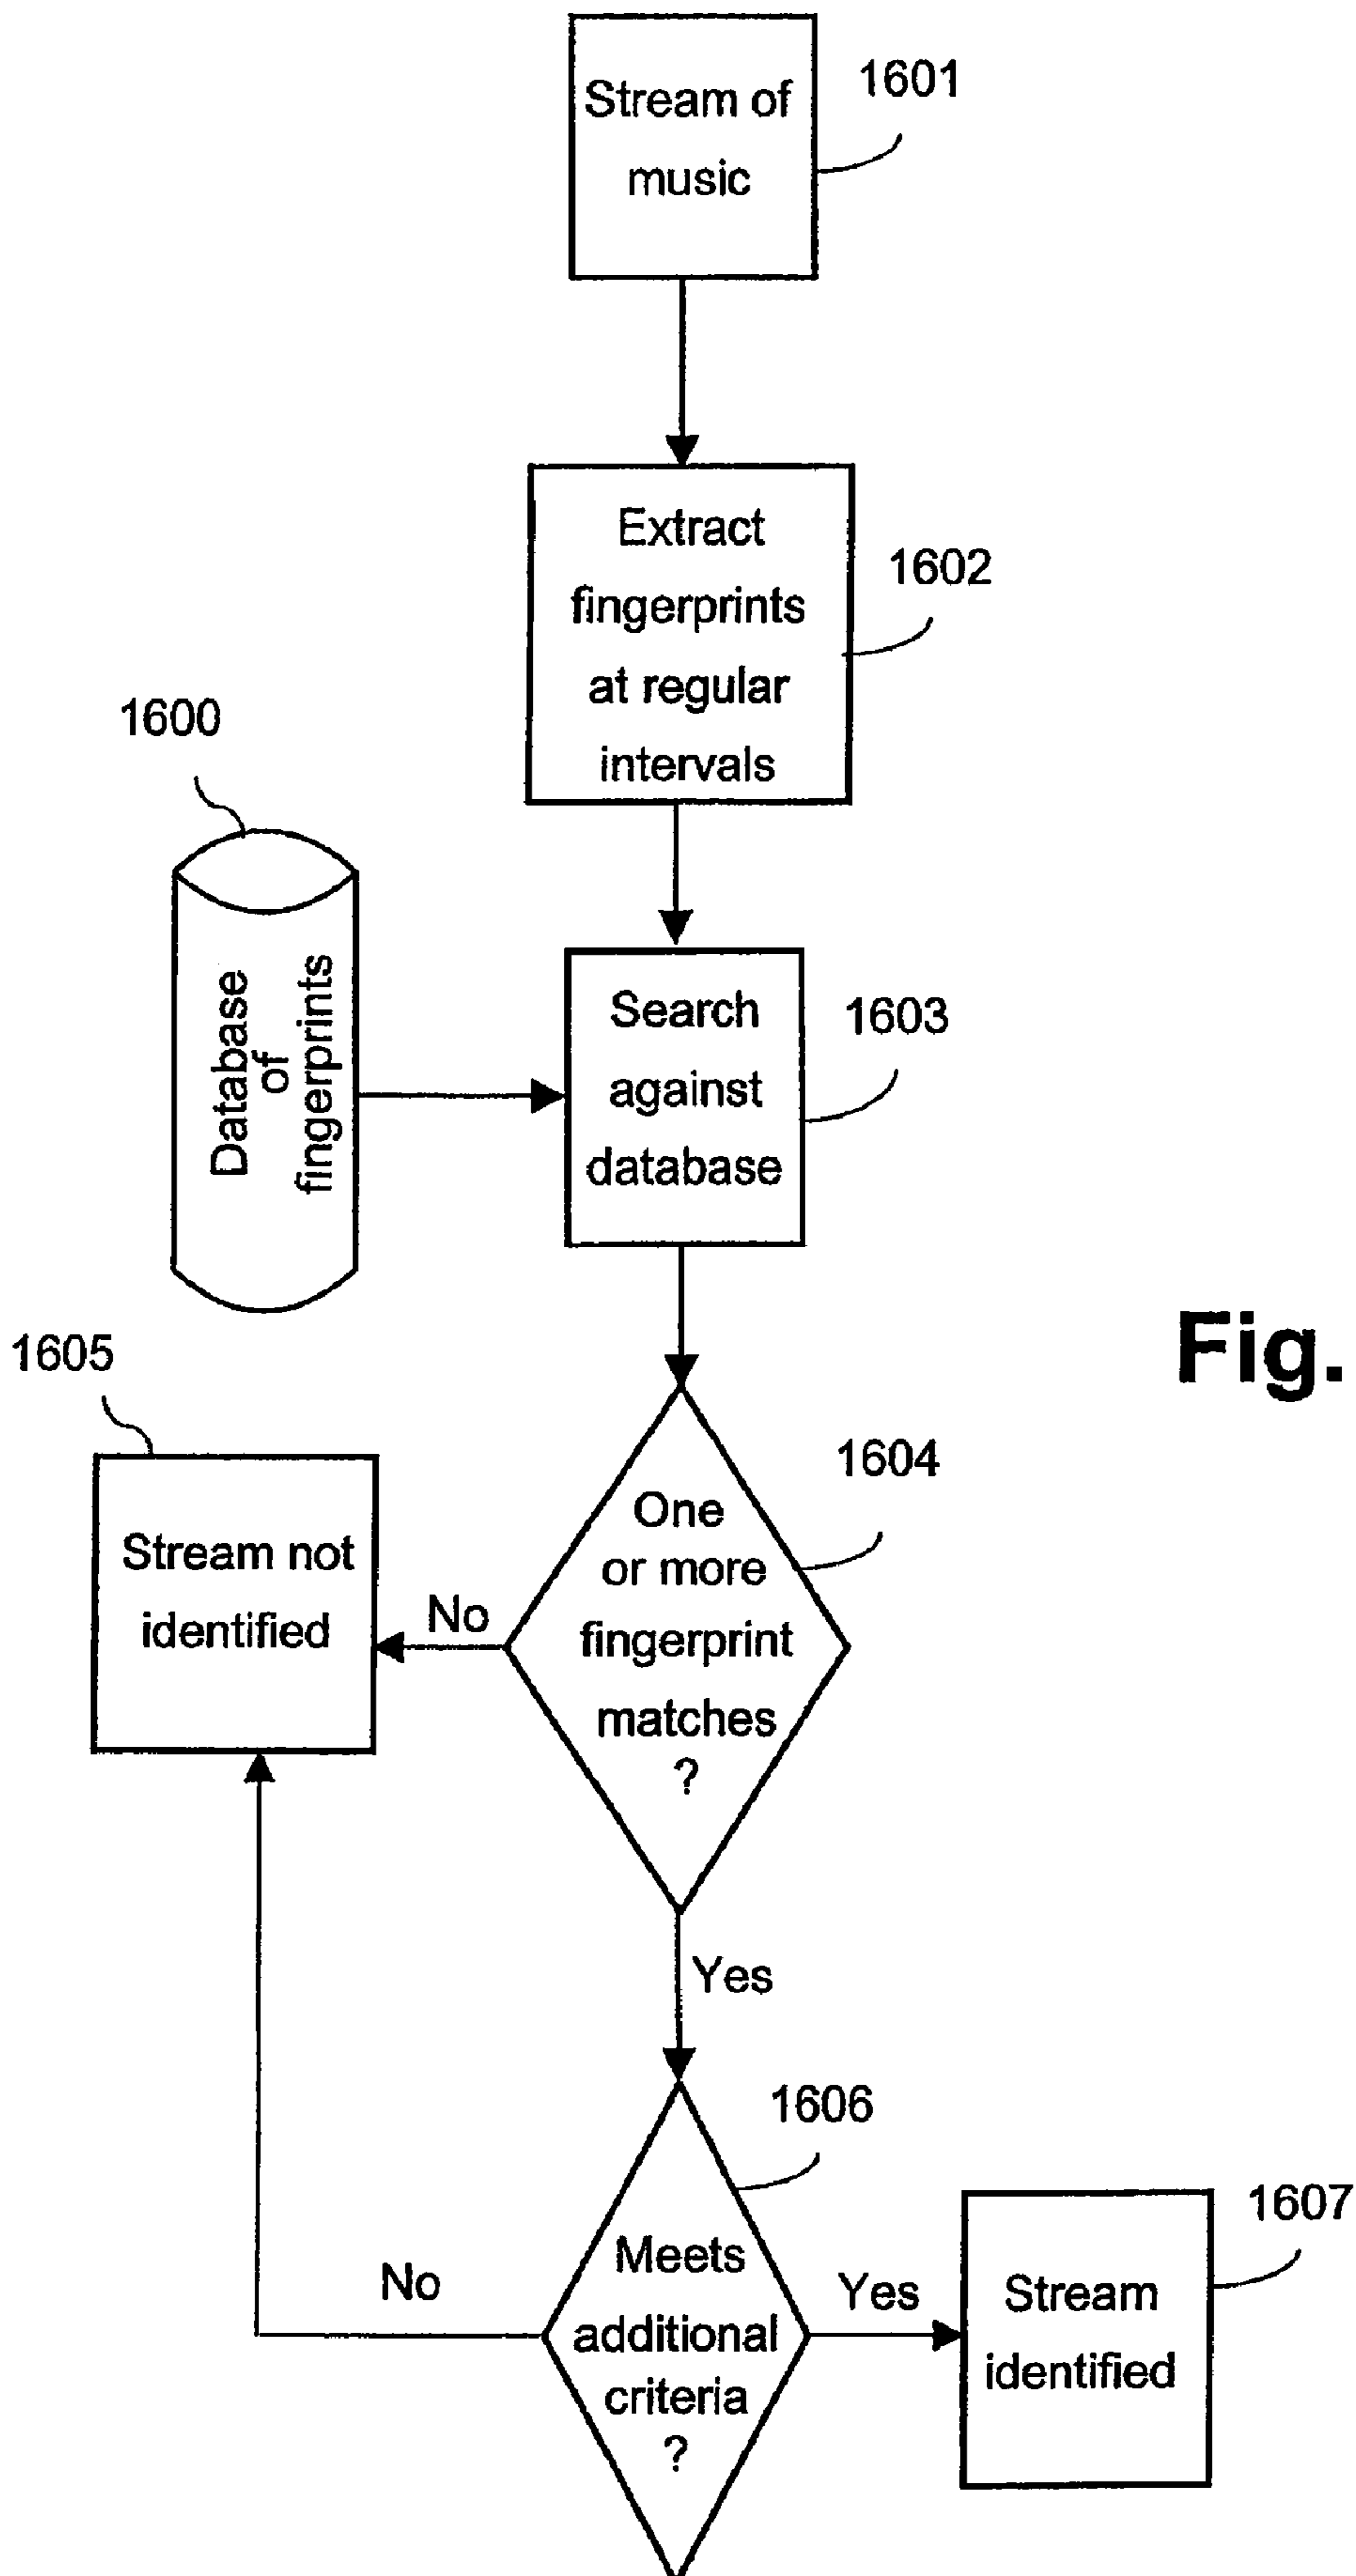 Stream of
music
1601
Extract
fingerprints
at regular
intervals
1602
1600
Database
of
fingerprints
Search
against
database
1603
Fig.
1605
Stream not
identified
No
One
or more
fingerprint
matches
?
1604
Yes
1606
Meets
additional
criteria
?
No
Yes
1607
Stream
identified